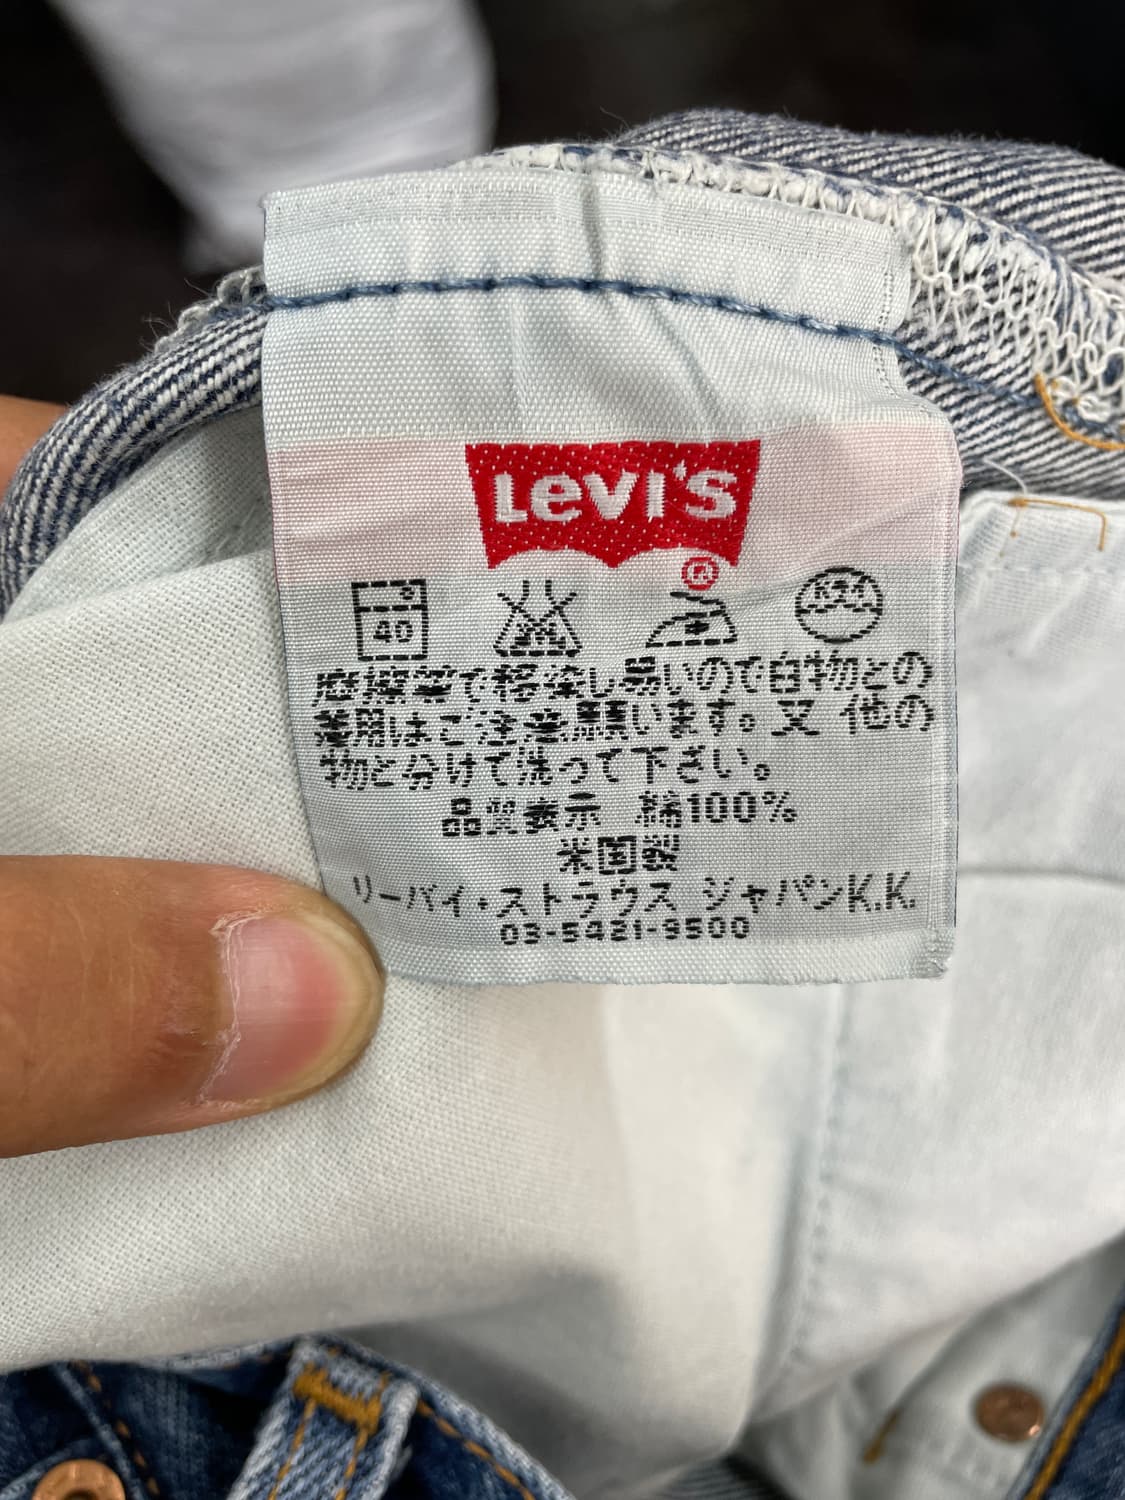 Levi's
®
40
摩擦等で移染し易いので白物との
着用はご注意願います。又 他の
物と分けて洗って下さい。
品質表示 綿100%
米国製
リーバイ・ストラウス ジャパンK.K.
03-5421-9500